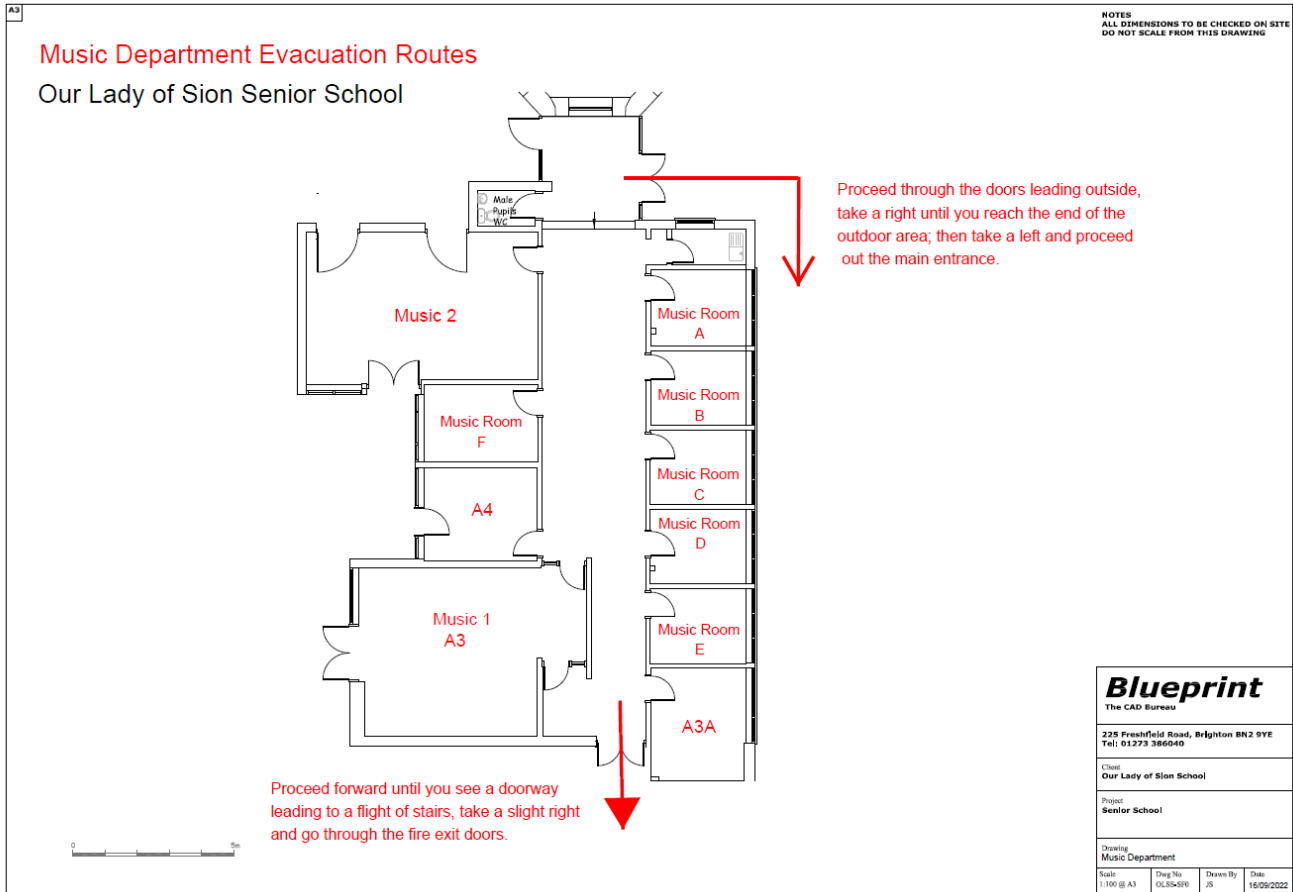 A3
NOTES
ALL DIMENSIONS TO BE CHECKED ON SITE
DO NOT SCALE FROM THIS DRAWING
Music Department Evacuation Routes
Our Lady of Sion Senior School
Male
Pupils
WC
Proceed through the doors leading outside,
take a right until you reach the end of the
outdoor area; then take a left and proceed
out the main entrance.
Music 2
Music Room
A
Music Room
B
Music Room
F
Music Room
C
A4
Music Room
D
Music 1
A3
Music Room
E
A3A
Proceed forward until you see a doorway
leading to a flight of stairs, take a slight right
and go through the fire exit doors.
0 5m
Blueprint
The CAD Bureau
225 Freshfield Road, Brighton BN2 9YE
Tel: 01273 386040
Client
Our Lady of Sion School
Project
Senior School
Drawing
Music Department
Scale
1:100 @ A3
Dwg No
OLSS-SF0
Drawn By
JS
Date
16/09/2022